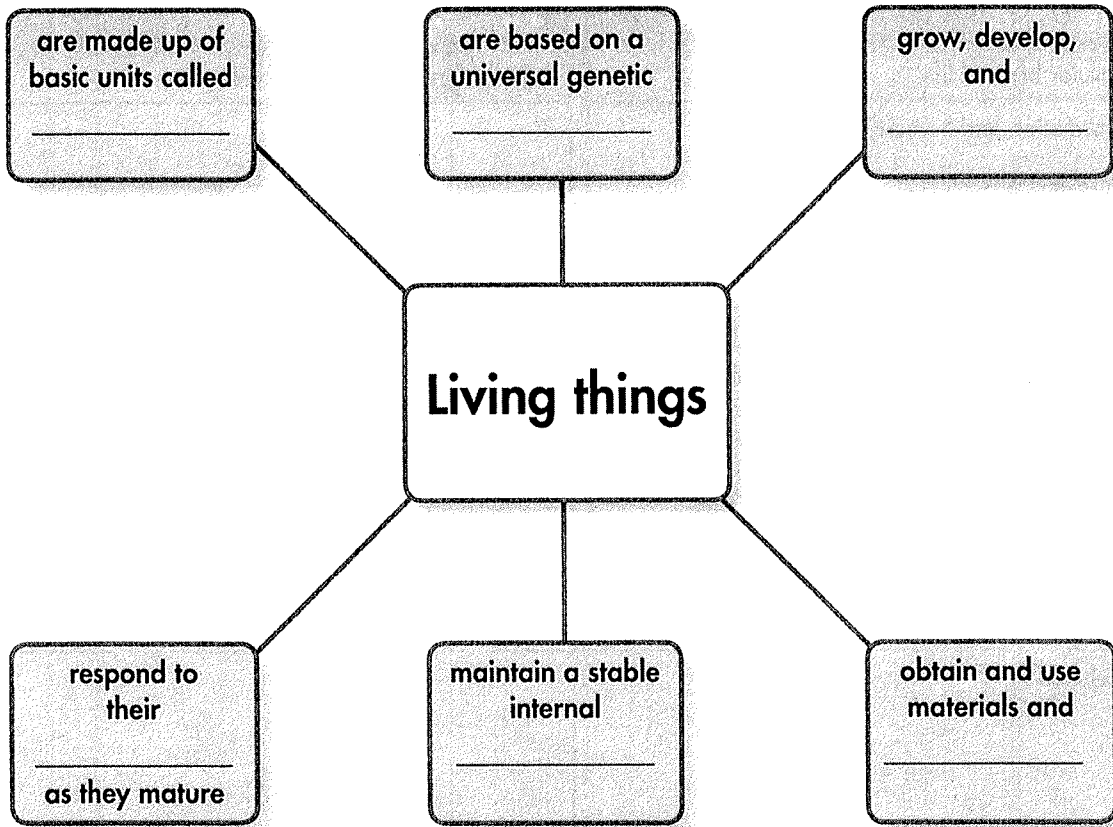 are made up of
basic units called
are based on a
universal genetic
grow, develop,
and
Living things
respond to
their
as they mature
maintain a stable
internal
obtain and use
materials and